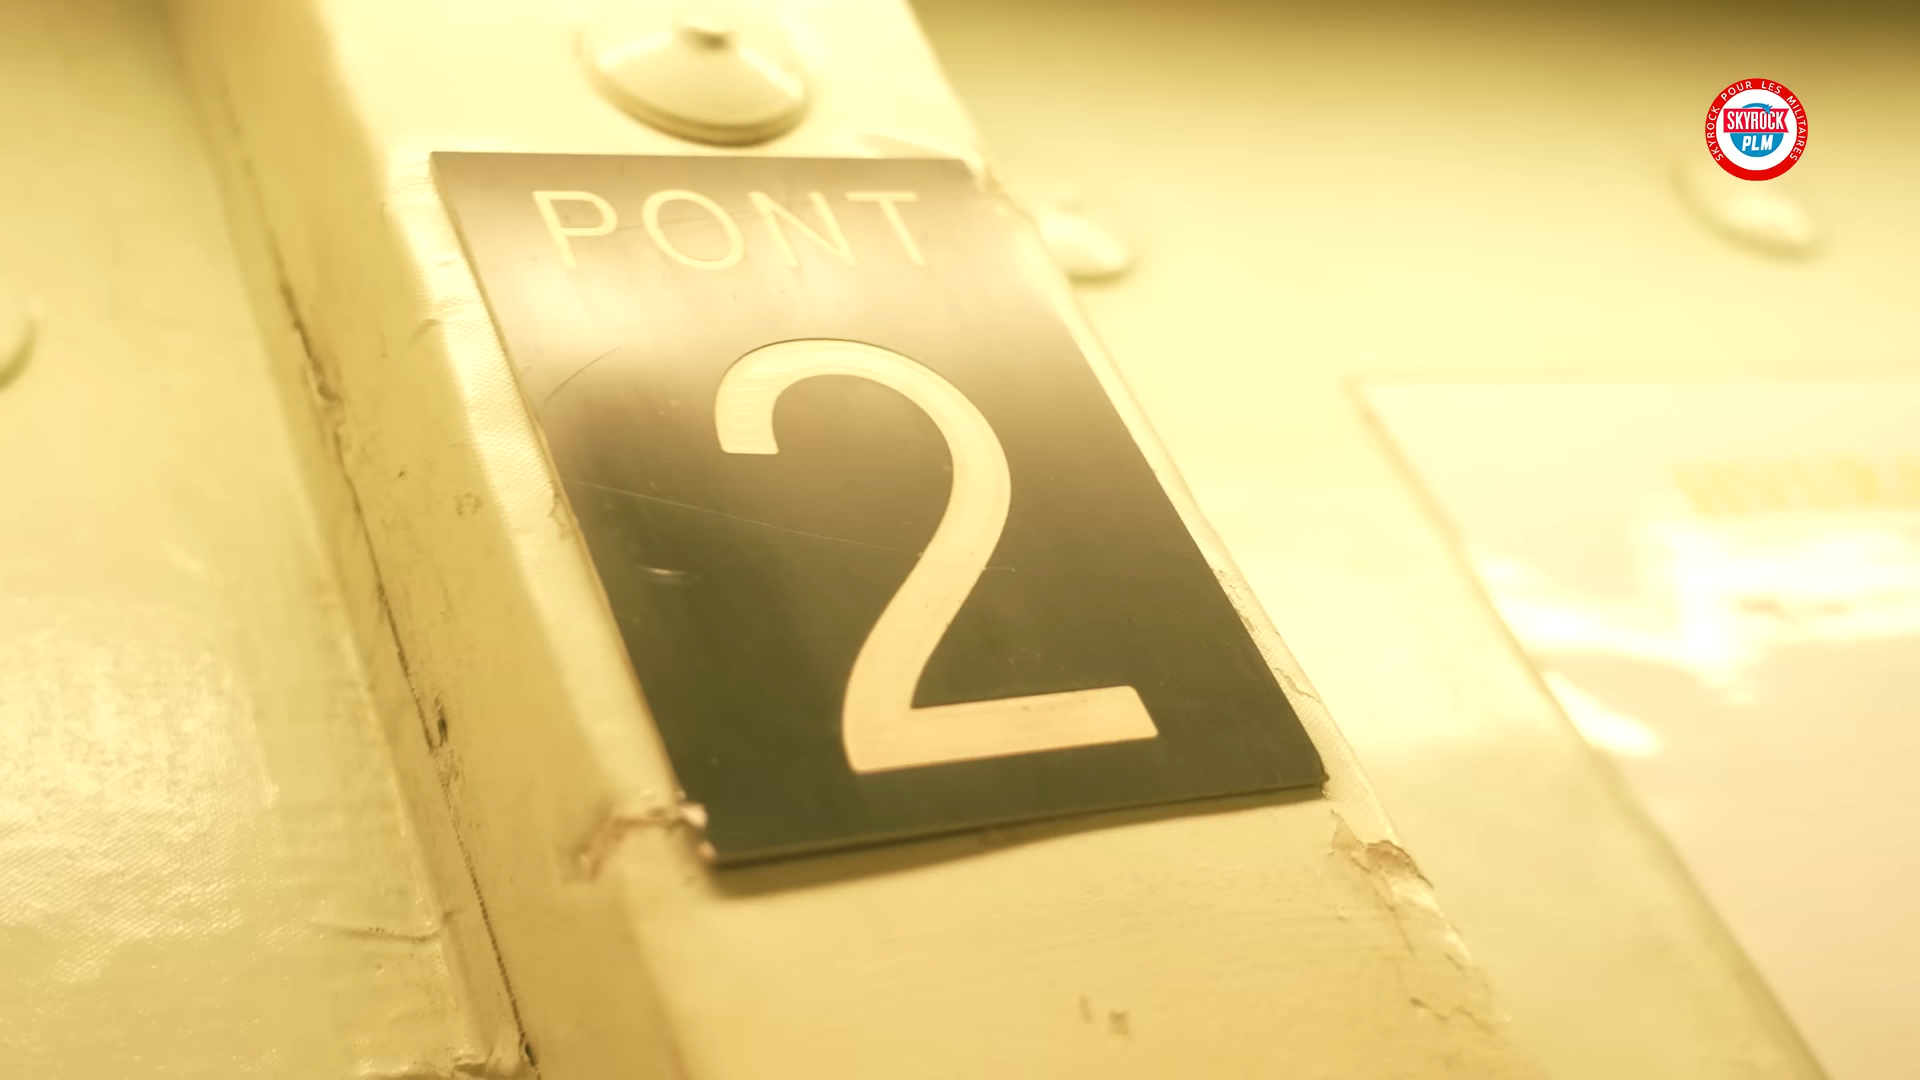 PONT
2
SKYROCK POUR LES MILITAIRES
SKYROCK
PLM